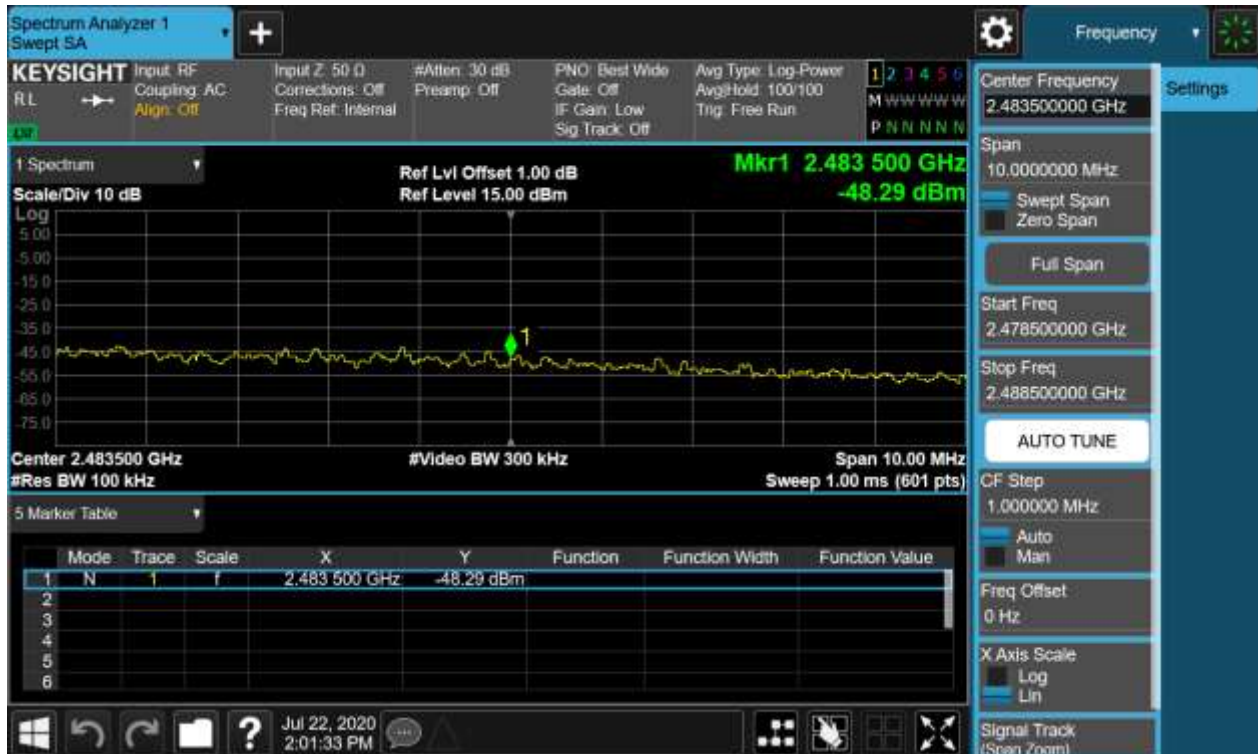 Spectrum Analyzer 1
Swept SA
+
Frequency
KEYSIGHT
RL
Input: RF
Coupling: AC
Align: Off
Input Z: 50 Ω
Corrections: Off
Freq Ref: Internal
#Atten: 30 dB
Preamp: Off
PNO: Best Wide
Gate: Off
IF Gain: Low
Sig Track: Off
Avg Type: Log-Power
Avg|Hold: 100/100
Trig: Free Run
1 2 3 4 5 6
M W W W W W
P N N N N N
1 Spectrum
Scale/Div 10 dB
Ref Lvl Offset 1.00 dB
Ref Level 15.00 dBm
Mkr1 2.483 500 GHz
-48.29 dBm
Log
5.00
-5.00
-15.0
-25.0
-35.0
-45.0
-55.0
-65.0
-75.0
1
Center 2.483500 GHz
#Res BW 100 kHz
#Video BW 300 kHz
Span 10.00 MHz
Sweep 1.00 ms (601 pts)
5 Marker Table
Mode Trace Scale X Y Function Function Width Function Value
1 N 1 f 2.483 500 GHz -48.29 dBm
2
3
4
5
6
Jul 22, 2020
2:01:33 PM
Center Frequency
2.483500000 GHz
Settings
Span
10.0000000 MHz
Swept Span
Zero Span
Full Span
Start Freq
2.478500000 GHz
Stop Freq
2.488500000 GHz
AUTO TUNE
CF Step
1.000000 MHz
Auto
Man
Freq Offset
0 Hz
X Axis Scale
Log
Lin
Signal Track
(Span Zoom)